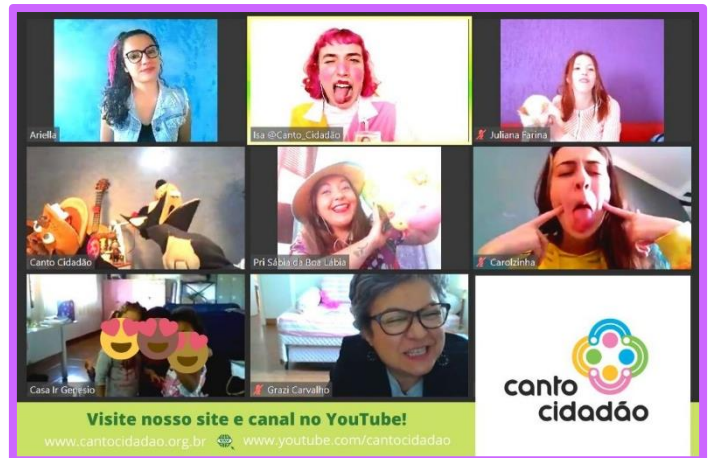 Ariella
Isa @Canto_Cidadão
Juliana Farina
Canto Cidadão
Pri Sábia da Boa Lábia
Carolzinha
Casa Ir Genésio
Grazi Carvalho
canto
cidadão
Visite nosso site e canal no YouTube!
www.cantocidadao.org.br www.youtube.com/cantocidadao